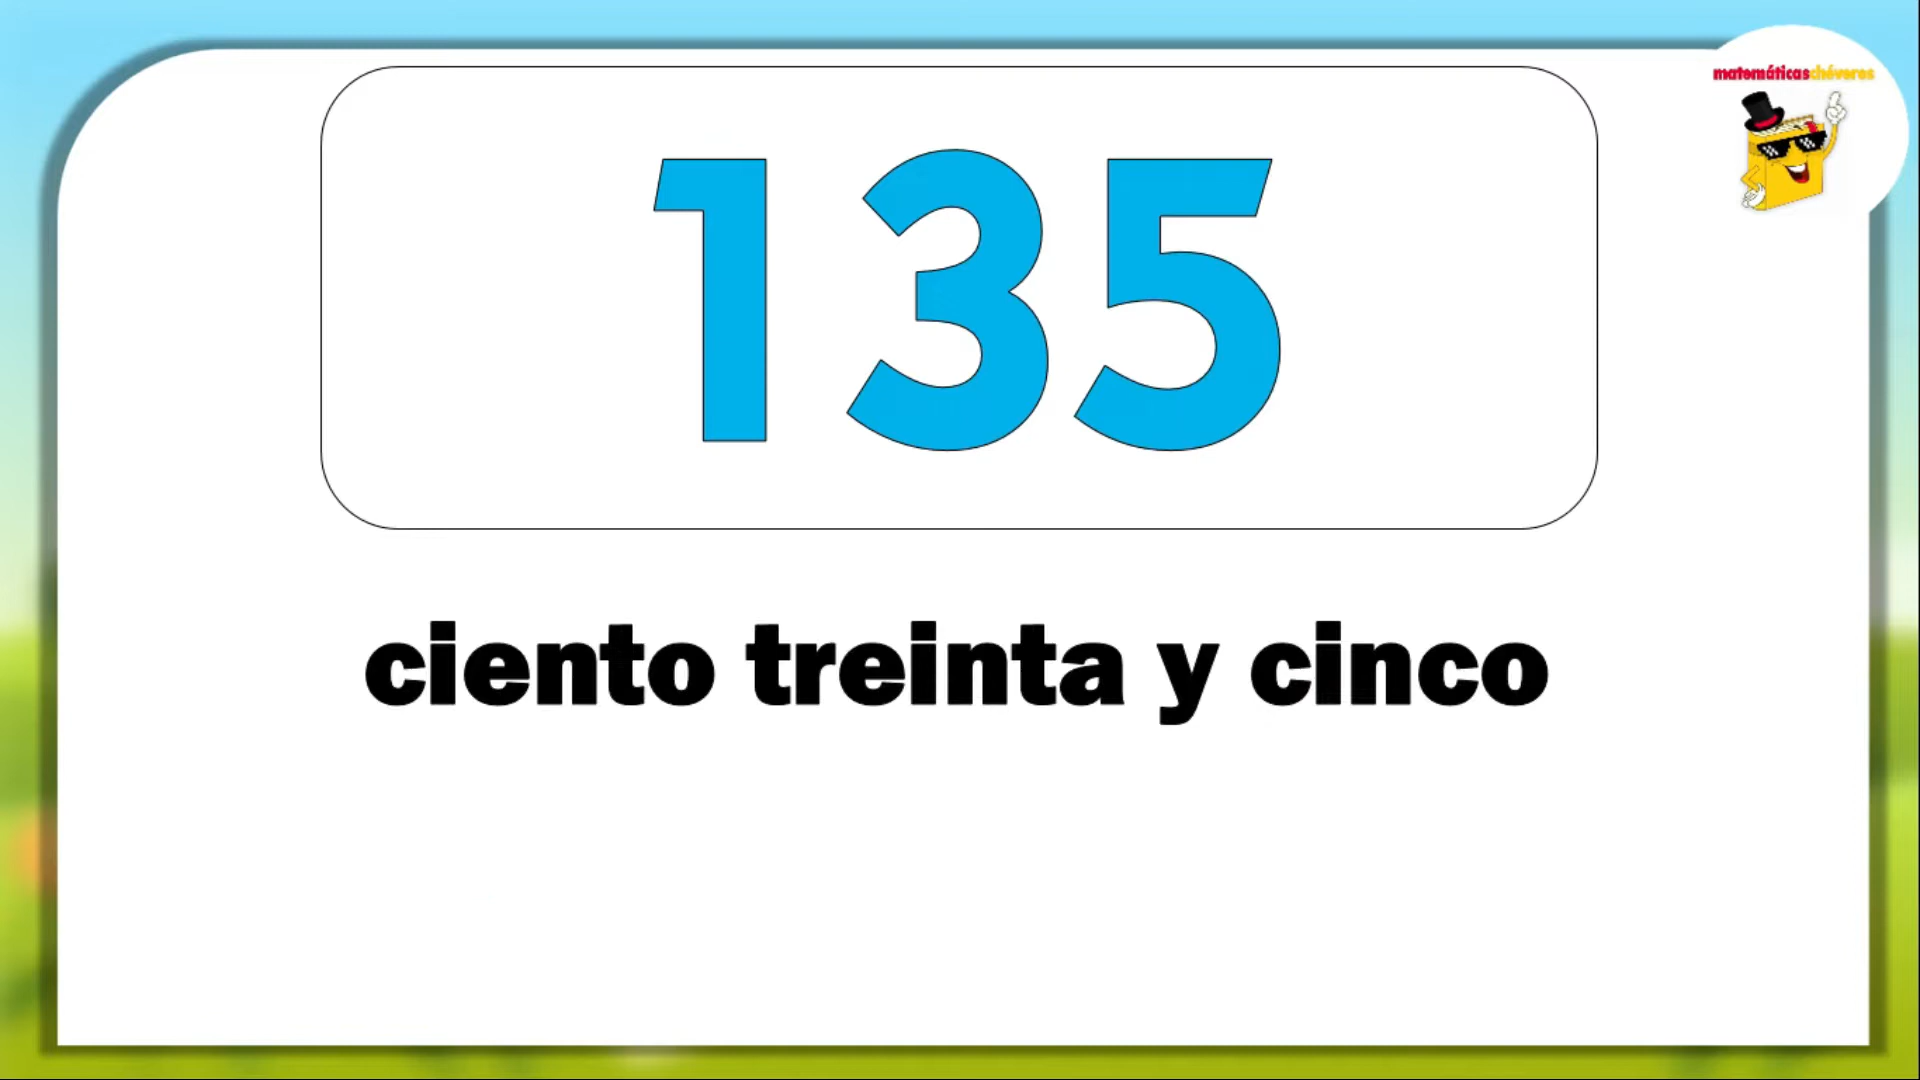 matemáticaschéveres
135
ciento treinta y cinco